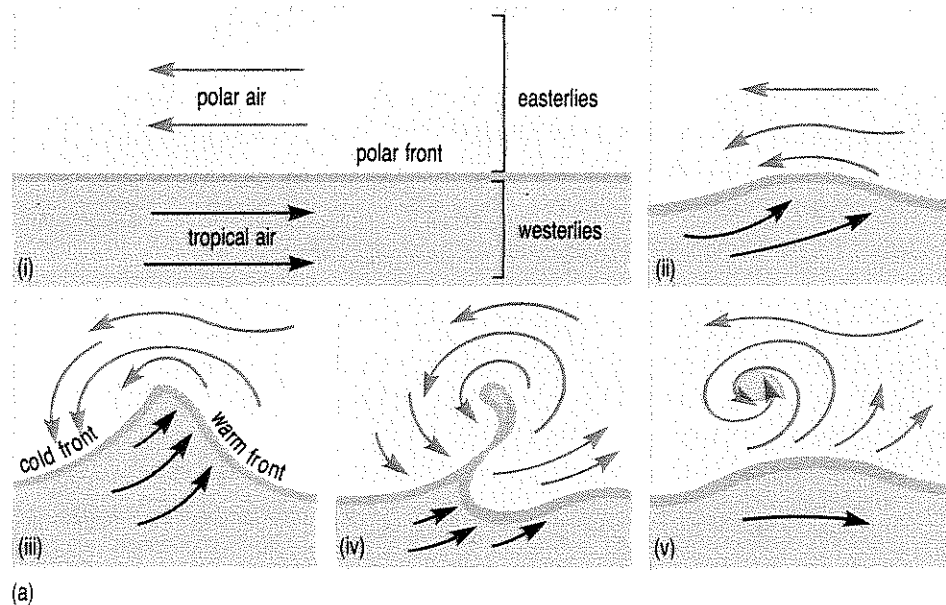 polar air
easterlies
polar front
tropical air
westerlies
(i)
(ii)
cold front
warm front
(iii)
(iv)
(v)
(a)